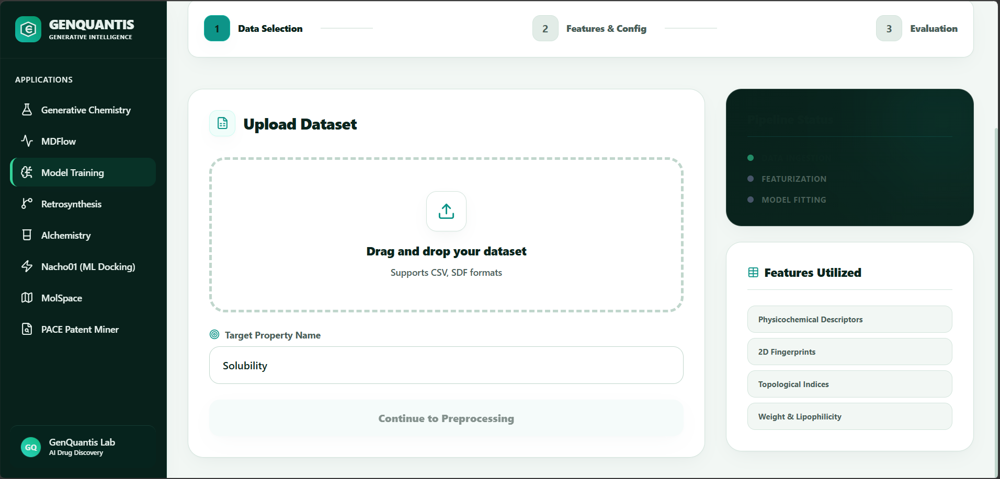 GENQUANTIS
GENERATIVE INTELLIGENCE
APPLICATIONS
Generative Chemistry
MDFlow
Model Training
Retrosynthesis
Alchemistry
Nacho01 (ML Docking)
MolSpace
PACE Patent Miner
GQ
GenQuantis Lab
AI Drug Discovery
1
Data Selection
2
Features & Config
3
Evaluation
Upload Dataset
Drag and drop your dataset
Supports CSV, SDF formats
Target Property Name
Solubility
Continue to Preprocessing
Pipeline Status
FEATURIZATION
MODEL FITTING
Features Utilized
Physicochemical Descriptors
2D Fingerprints
Topological Indices
Weight & Lipophilicity